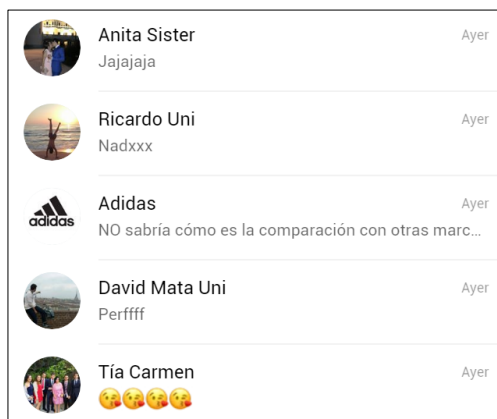 Anita Sister
Ayer
Jajajaja
Ricardo Uni
Ayer
Nadxxx
adidas
Adidas
Ayer
NO sabría cómo es la comparación con otras marc...
David Mata Uni
Ayer
Perffff
Tía Carmen
Ayer
😘😘😘😘